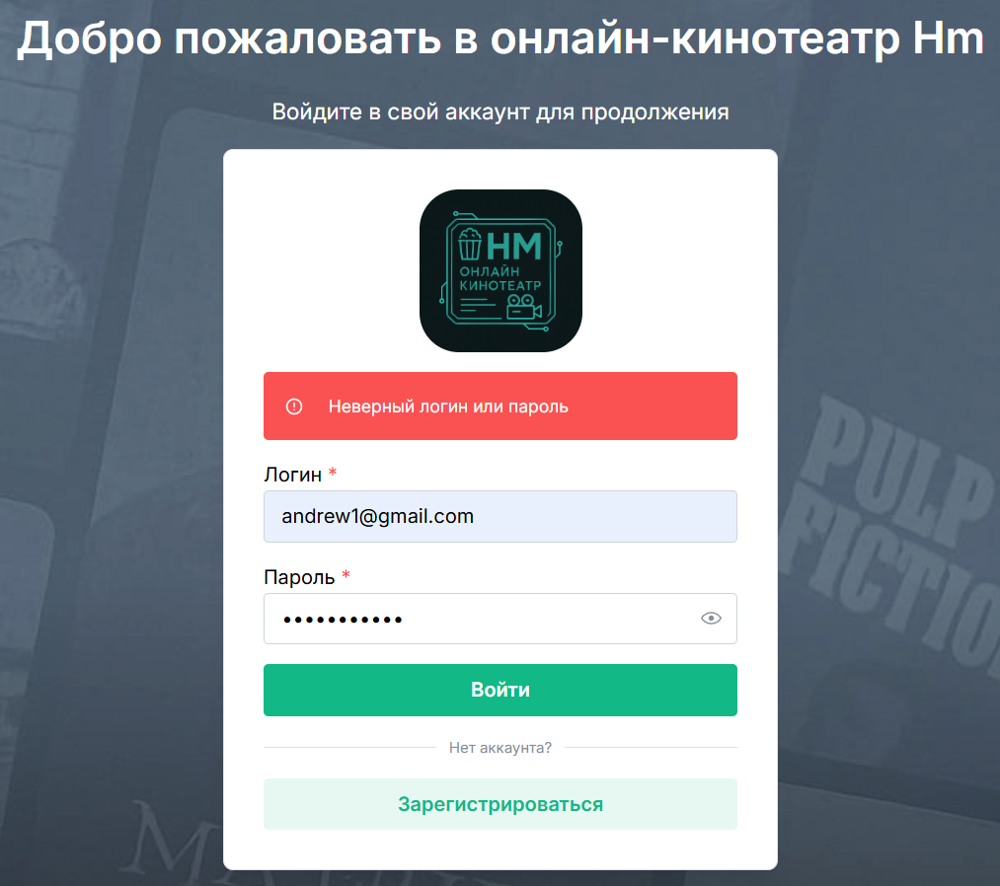 Добро пожаловать в онлайн-кинотеатр Hm
Войдите в свой аккаунт для продолжения
HM
ОНЛАЙН
КИНОТЕАТР
Неверный логин или пароль
Логин *
andrew1@gmail.com
Пароль *
•••••••••••
Войти
Нет аккаунта?
Зарегистрироваться
PULP
FICTIO